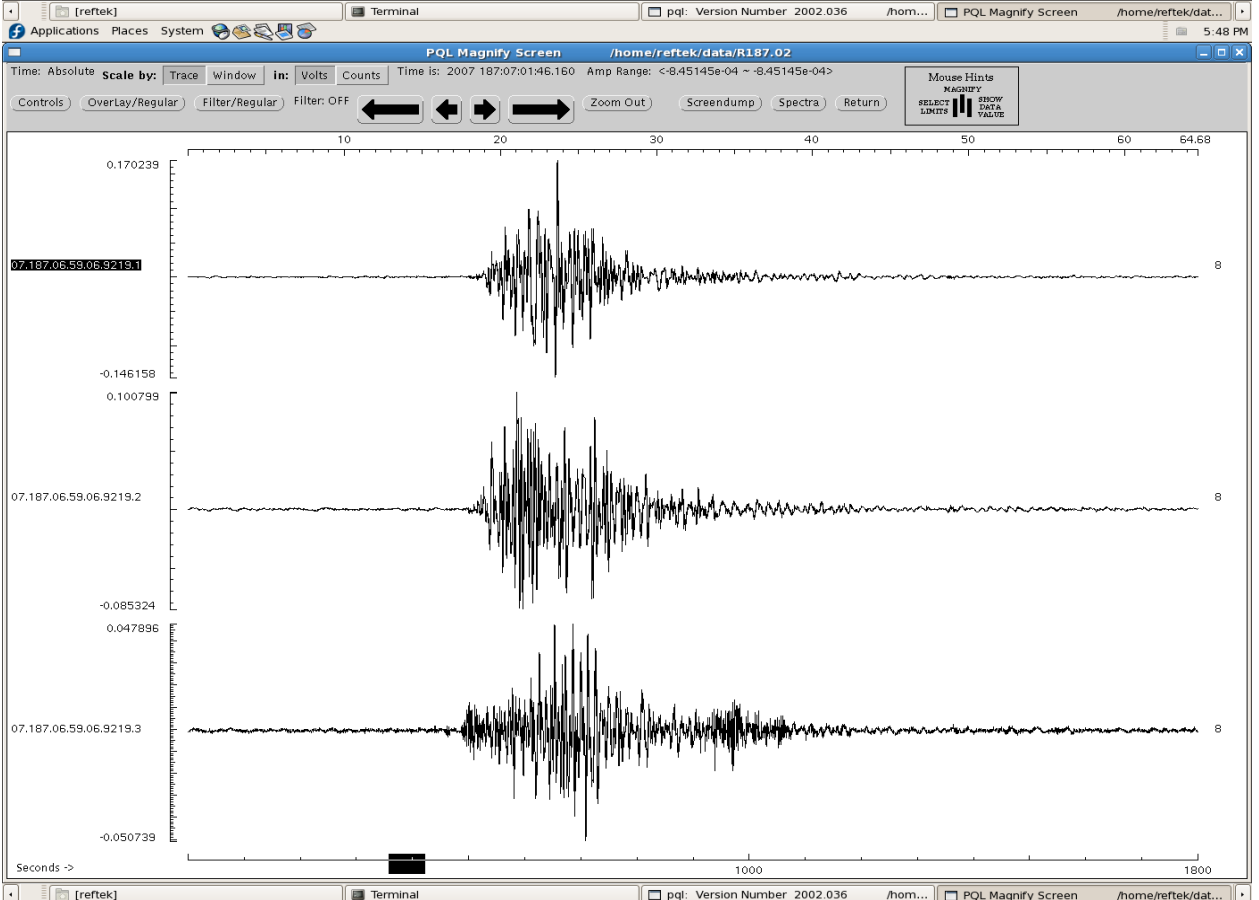 [reftek] Terminal pql: Version Number 2002.036 /hom... PQL Magnify Screen /home/reftek/dat...
Applications Places System 5:48 PM
PQL Magnify Screen /home/reftek/data/R187.02
Time: Absolute Scale by: Trace Window in: Volts Counts Time is: 2007 187:07:01:46.160 Amp Range: <-8.45145e-04 ~ -8.45145e-04>
Controls OverLay/Regular Filter/Regular Filter: OFF Zoom Out Screendump Spectra Return
Mouse Hints
MAGNIFY
SELECT LIMITS
SHOW DATA VALUE
10 20 30 40 50 60 64.68
0.170239
07.187.06.59.06.9219.1 8
-0.146158
0.100799
07.187.06.59.06.9219.2 8
-0.085324
0.047896
07.187.06.59.06.9219.3 8
-0.050739
Seconds -> 1000 1800
[reftek] Terminal pql: Version Number 2002.036 /hom... PQL Magnify Screen /home/reftek/dat...